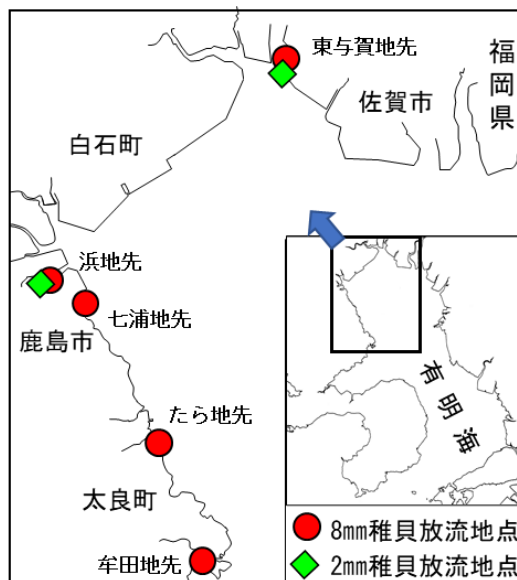 東与賀地先
福岡県
佐賀市
白石町
浜地先
七浦地先
鹿島市
たら地先
太良町
牟田地先
有明海
8mm稚貝放流地点
2mm稚貝放流地点